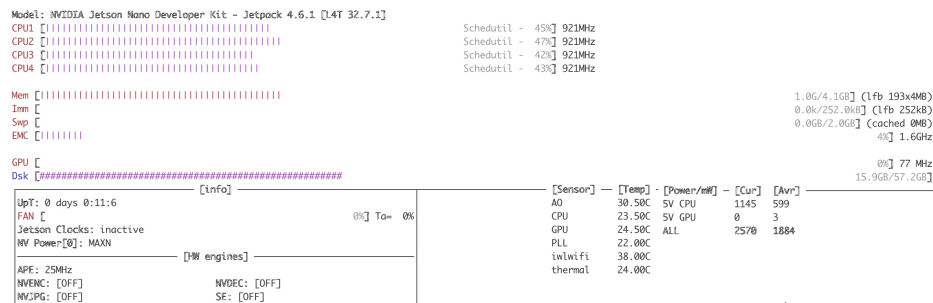 Model: NVIDIA Jetson Nano Developer Kit - Jetpack 4.6.1 [L4T 32.7.1]
CPU1 [||||||||||||||||||||||||||||||||||||||| Schedutil - 45%] 921MHz
CPU2 [||||||||||||||||||||||||||||||||||||||||| Schedutil - 47%] 921MHz
CPU3 [|||||||||||||||||||||||||||||||||||| Schedutil - 42%] 921MHz
CPU4 [||||||||||||||||||||||||||||||||||||| Schedutil - 43%] 921MHz
Mem [||||||||||||||||||||||||||||||||||||||||| 1.0G/4.1GB] (lfb 193x4MB)
Imm [ 0.0k/252.0kB] (lfb 252kB)
Swp [ 0.0GB/2.0GB] (cached 0MB)
EMC [|||||||| 4%] 1.6GHz
GPU [ 0%] 77 MHz
Dsk [######################################################## 15.9GB/57.2GB]
[info] [Sensor] — [Temp] - [Power/mW] — [Cur] [Avr]
UpT: 0 days 0:11:6 AO 30.50C 5V CPU 1145 599
FAN [ 0%] Ta= 0% CPU 23.50C 5V GPU 0 3
Jetson Clocks: inactive GPU 24.50C ALL 2570 1884
NV Power[0]: MAXN PLL 22.00C
[HW engines] iwlwifi 38.00C
APE: 25MHz thermal 24.00C
NVENC: [OFF] NVDEC: [OFF]
NVJPG: [OFF] SE: [OFF]